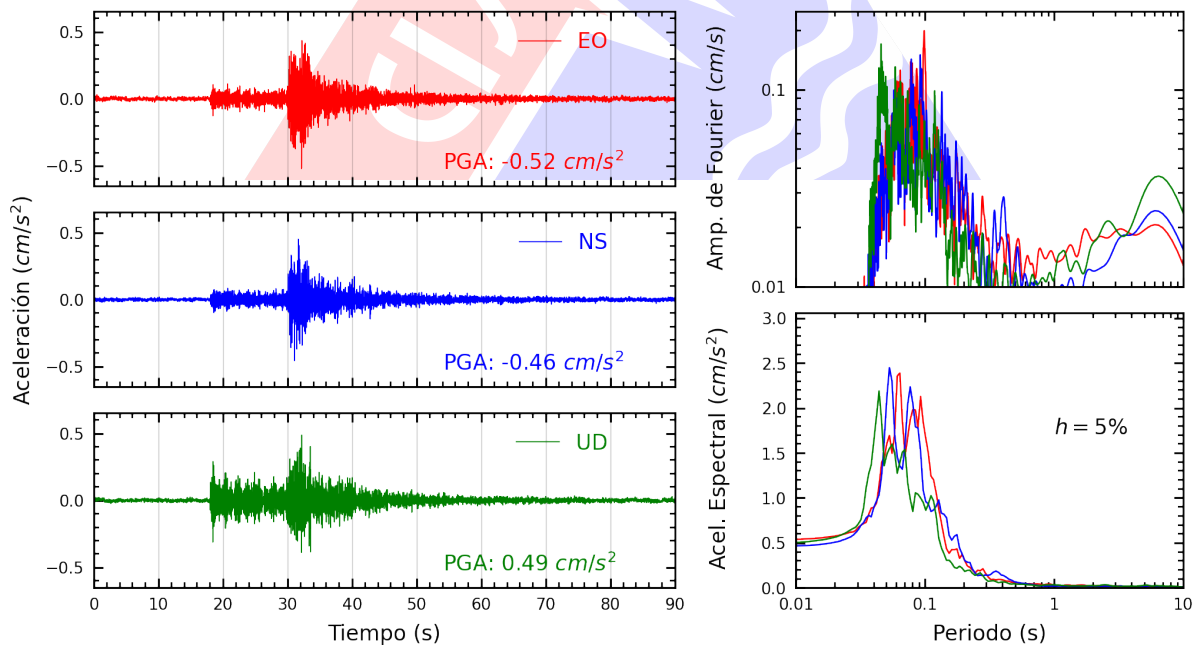 EO
PGA: -0.52 cm/s²
0.5
0.0
−0.5
NS
PGA: -0.46 cm/s²
0.5
0.0
−0.5
Aceleración (cm/s²)
UD
PGA: 0.49 cm/s²
0.5
0.0
−0.5
0 10 20 30 40 50 60 70 80 90
Tiempo (s)
Amp. de Fourier (cm/s)
0.1
0.01
Acel. Espectral (cm/s²)
3.0
2.5
2.0
1.5
1.0
0.5
0.0
h = 5%
0.01 0.1 1 10
Periodo (s)